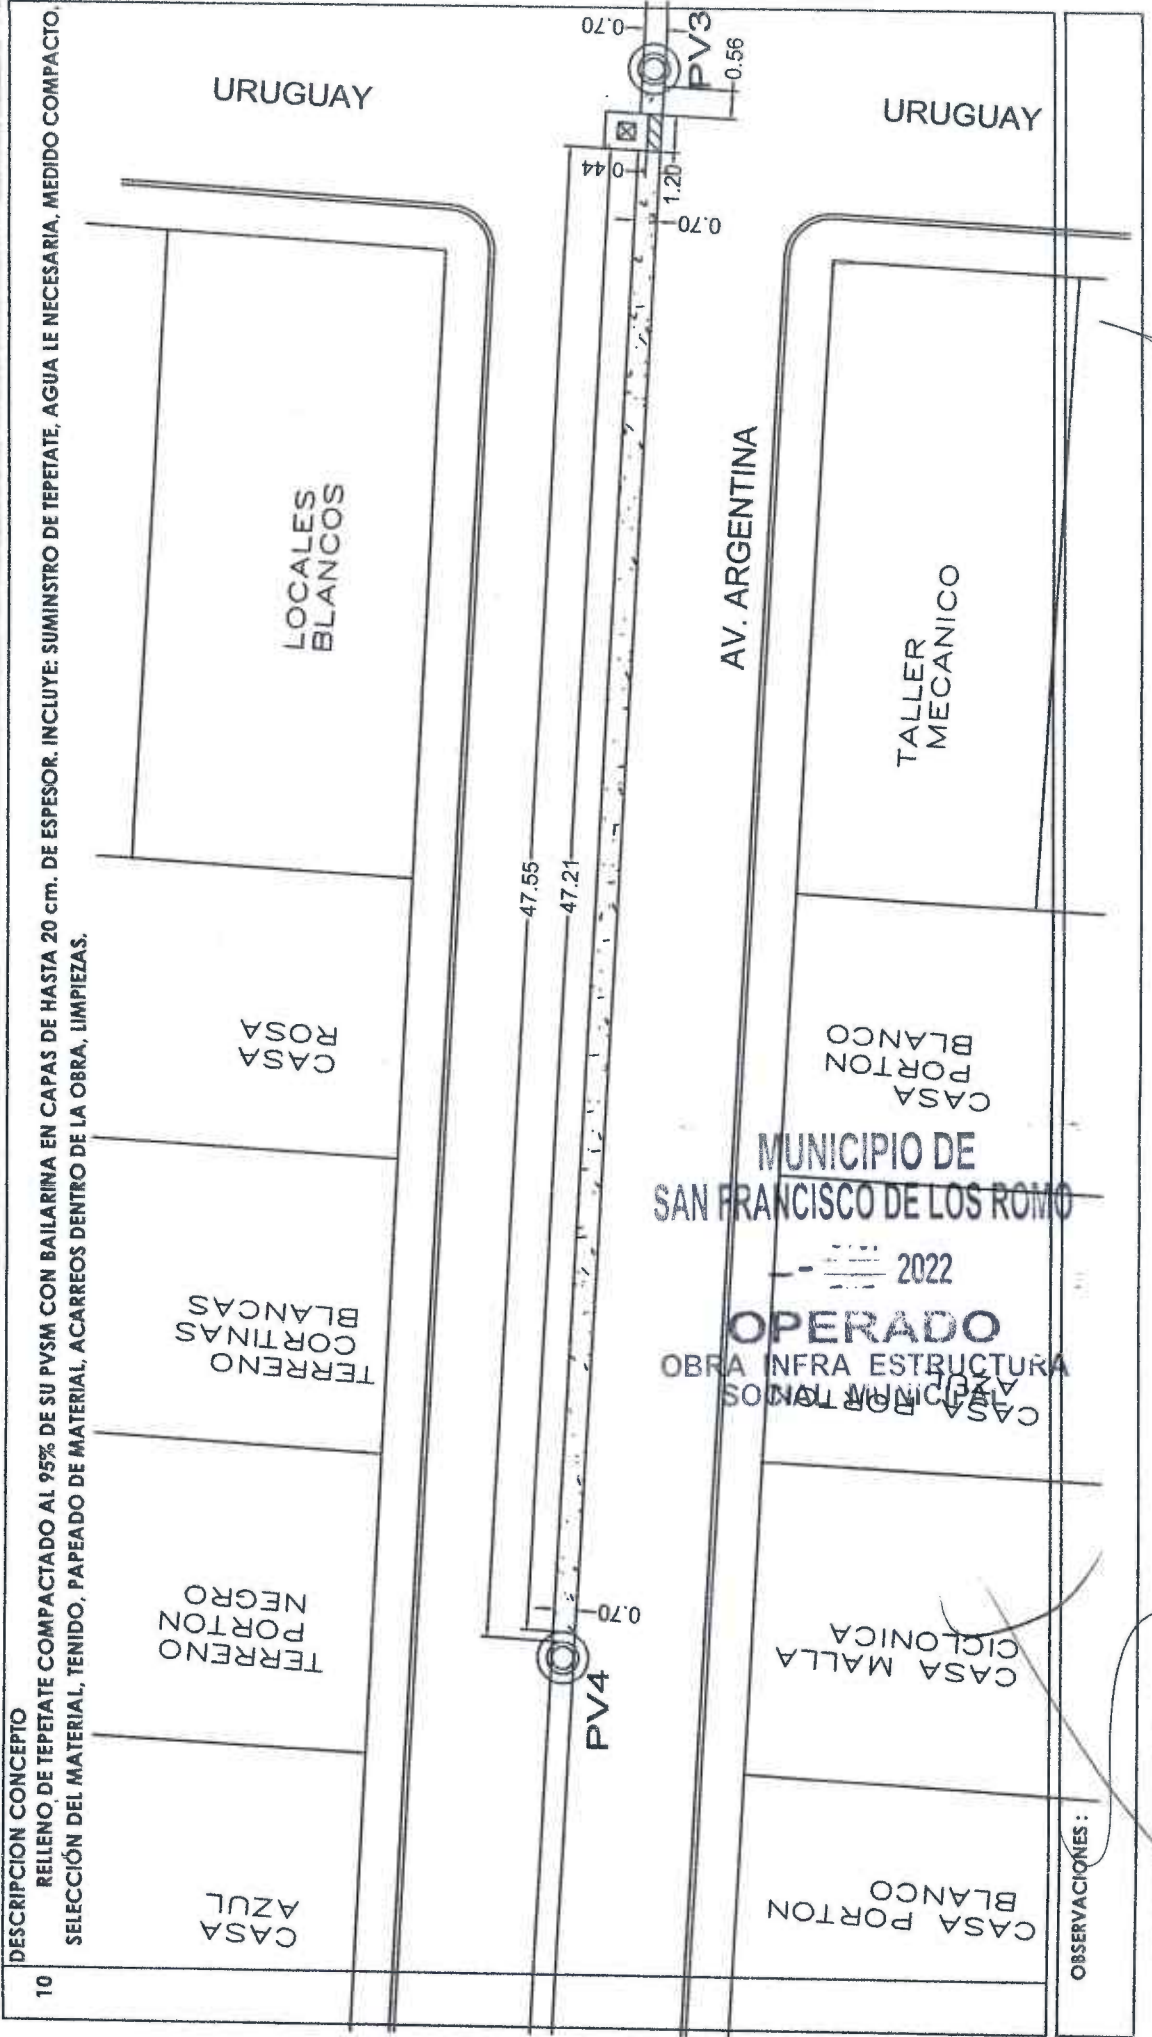 DESCRIPCION CONCEPTO
10 RELLENO DE TEPETATE COMPACTADO AL 95% DE SU PVSM CON BAILARINA EN CAPAS DE HASTA 20 cm. DE ESPESOR. INCLUYE: SUMINSTRO DE TEPETATE, AGUA LE NECESARIA, MEDIDO COMPACTO,
SELECCIÓN DEL MATERIAL, TENIDO, PAPEADO DE MATERIAL, ACARREOS DENTRO DE LA OBRA, LIMPIEZAS.
CASA
AZUL
TERRENO
PORTON
NEGRO
TERRENO
CORTINAS
BLANCAS
CASA
ROSA
LOCALES
BLANCOS
URUGUAY
47.55
47.21
PV4
0.70
0.44
1.20
0.70
0.70
PV3
0.56
AV. ARGENTINA
URUGUAY
CASA PORTON
BLANCO
CASA MALLA
CICLONICA
CASA PORTON
AZUL
CASA
PORTON
BLANCO
TALLER
MECANICO
MUNICIPIO DE
SAN FRANCISCO DE LOS ROMO
2022
OPERADO
OBRA INFRA ESTRUCTURA
SOCIAL MUNICIPAL
OBSERVACIONES :